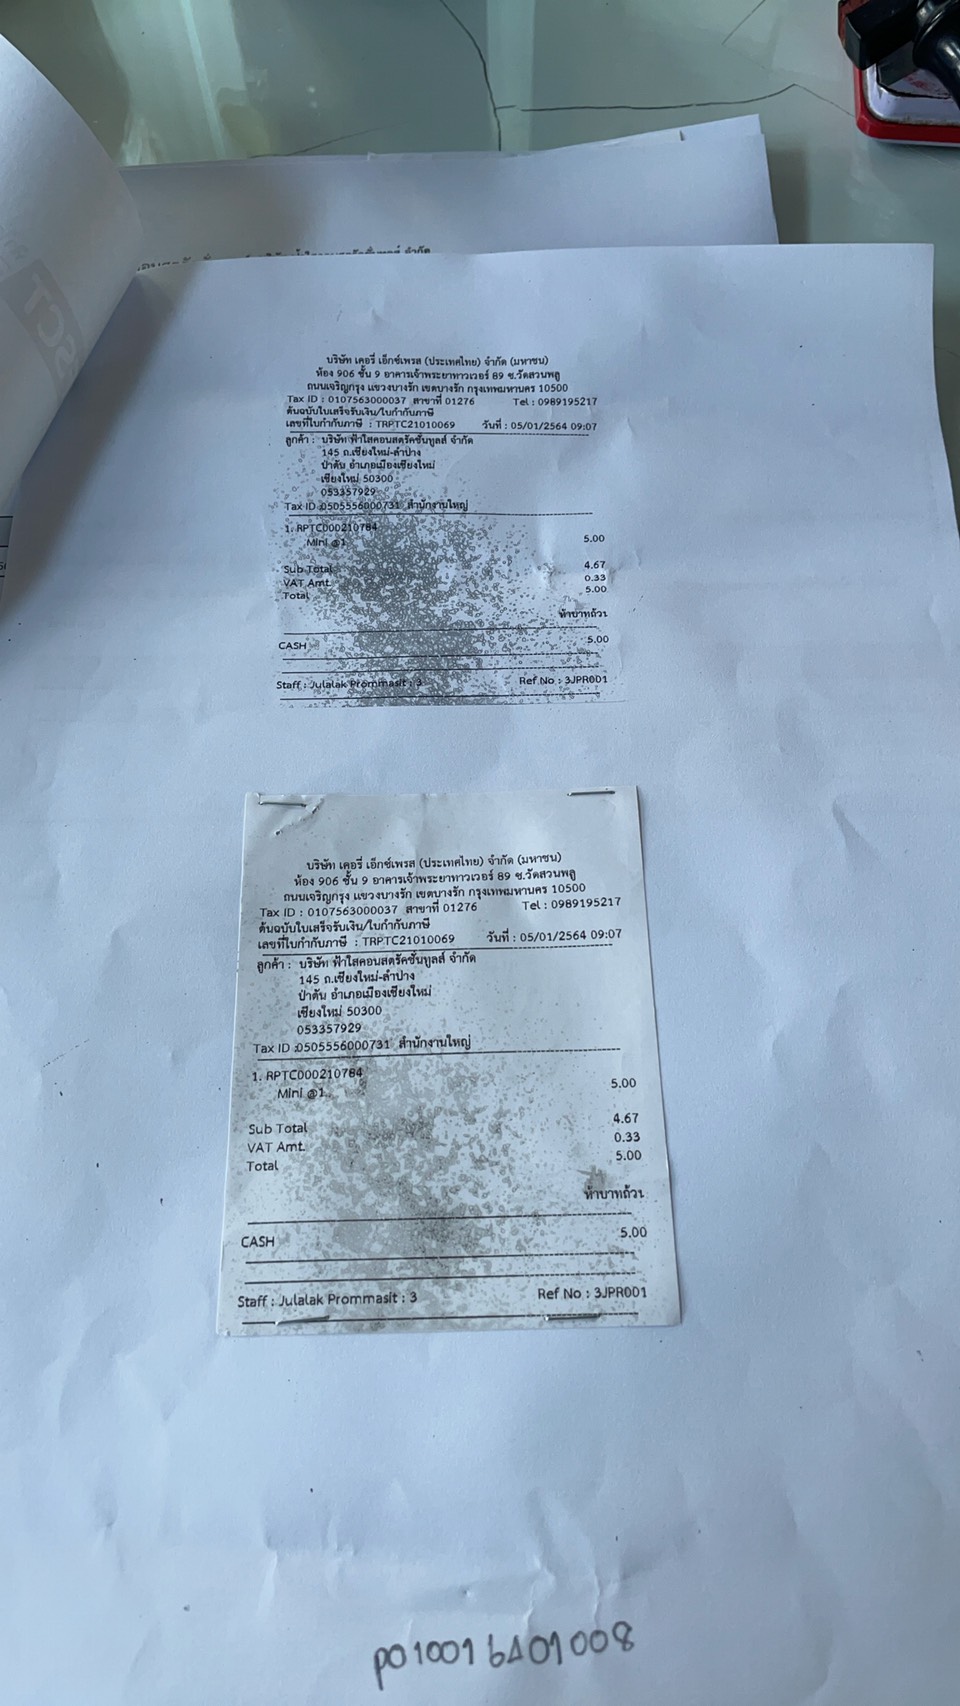 บริษัท เคอรี่ เอ็กซ์เพรส (ประเทศไทย) จำกัด (มหาชน)
ห้อง 906 ชั้น 9 อาคารเจ้าพระยาทาวเวอร์ 89 ซ.วัดสวนพลู
ถนนเจริญกรุง แขวงบางรัก เขตบางรัก กรุงเทพมหานคร 10500
Tax ID : 0107563000037 สาขาที่ 01276 Tel : 0989195217
ต้นฉบับใบเสร็จรับเงิน/ใบกำกับภาษี
เลขที่ใบกำกับภาษี : TRPTC21010069 วันที่ : 05/01/2564 09:07
ลูกค้า : บริษัท ฟ้าใสคอนสตรัคชั่นทูลส์ จำกัด
145 ถ.เชียงใหม่-ลำปาง
ป่าตัน อำเภอเมืองเชียงใหม่
เชียงใหม่ 50300
053357929
Tax ID :0505556000731 สำนักงานใหญ่
1. RPTC000210784
Mini @1 5.00
Sub Total 4.67
VAT Amt. 0.33
Total 5.00
ห้าบาทถ้วน
CASH 5.00
Staff : Julalak Prommasit : 3 Ref No : 3JPR001
บริษัท เคอรี่ เอ็กซ์เพรส (ประเทศไทย) จำกัด (มหาชน)
ห้อง 906 ชั้น 9 อาคารเจ้าพระยาทาวเวอร์ 89 ซ.วัดสวนพลู
ถนนเจริญกรุง แขวงบางรัก เขตบางรัก กรุงเทพมหานคร 10500
Tax ID : 0107563000037 สาขาที่ 01276 Tel : 0989195217
ต้นฉบับใบเสร็จรับเงิน/ใบกำกับภาษี
เลขที่ใบกำกับภาษี : TRPTC21010069 วันที่ : 05/01/2564 09:07
ลูกค้า : บริษัท ฟ้าใสคอนสตรัคชั่นทูลส์ จำกัด
145 ถ.เชียงใหม่-ลำปาง
ป่าตัน อำเภอเมืองเชียงใหม่
เชียงใหม่ 50300
053357929
Tax ID :0505556000731 สำนักงานใหญ่
1. RPTC000210784
Mini @1 5.00
Sub Total 4.67
VAT Amt. 0.33
Total 5.00
ห้าบาทถ้วน
CASH 5.00
Staff : Julalak Prommasit : 3 Ref No : 3JPR001
PO10016401008